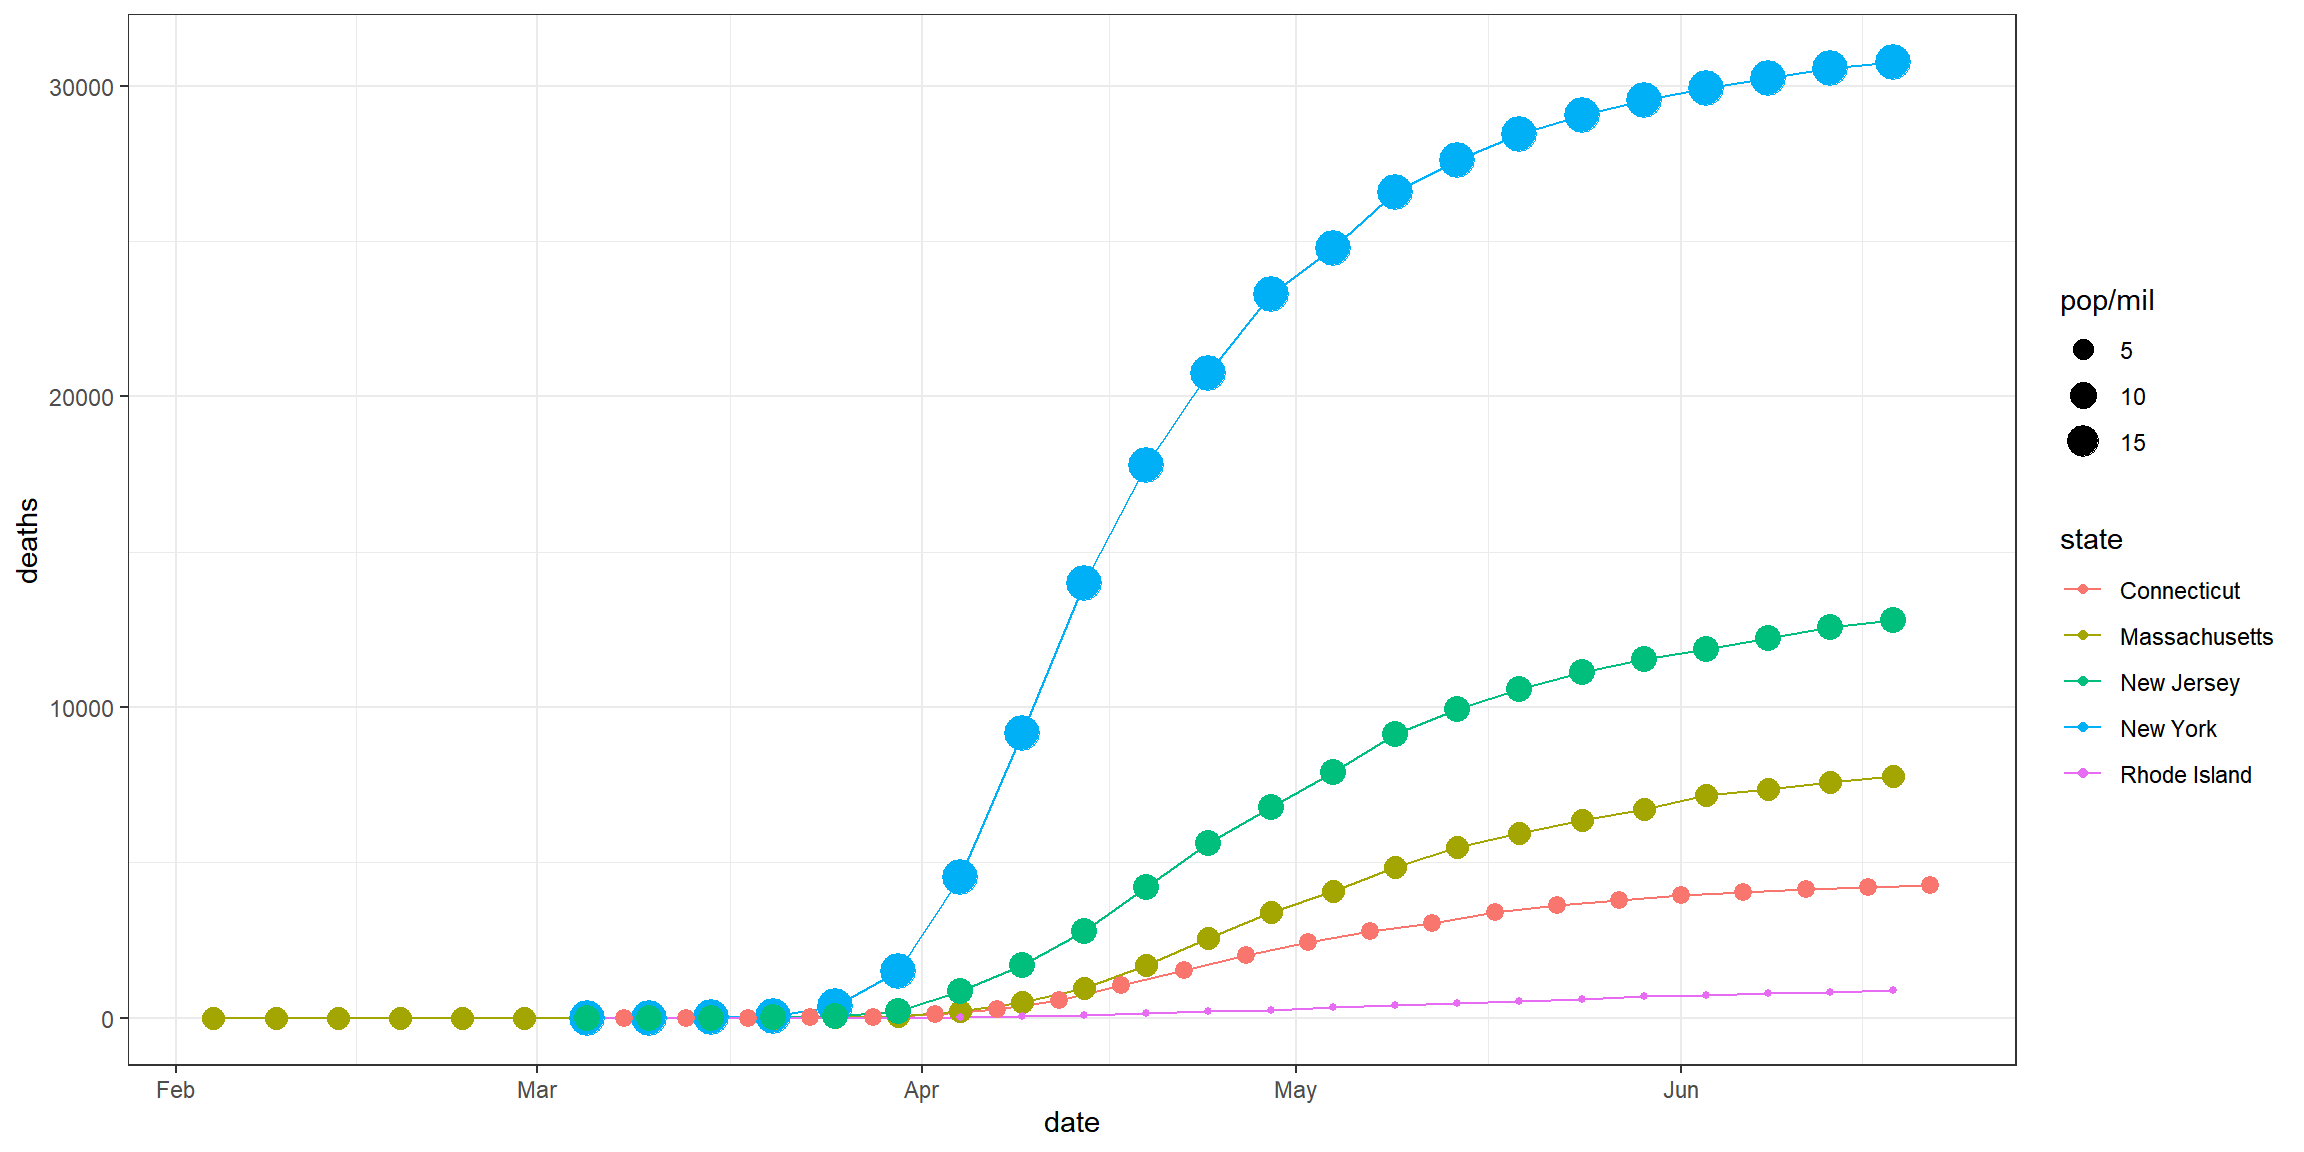 30000
20000
10000
0
deaths
Feb
Mar
Apr
May
Jun
date
pop/mil
5
10
15
state
Connecticut
Massachusetts
New Jersey
New York
Rhode Island